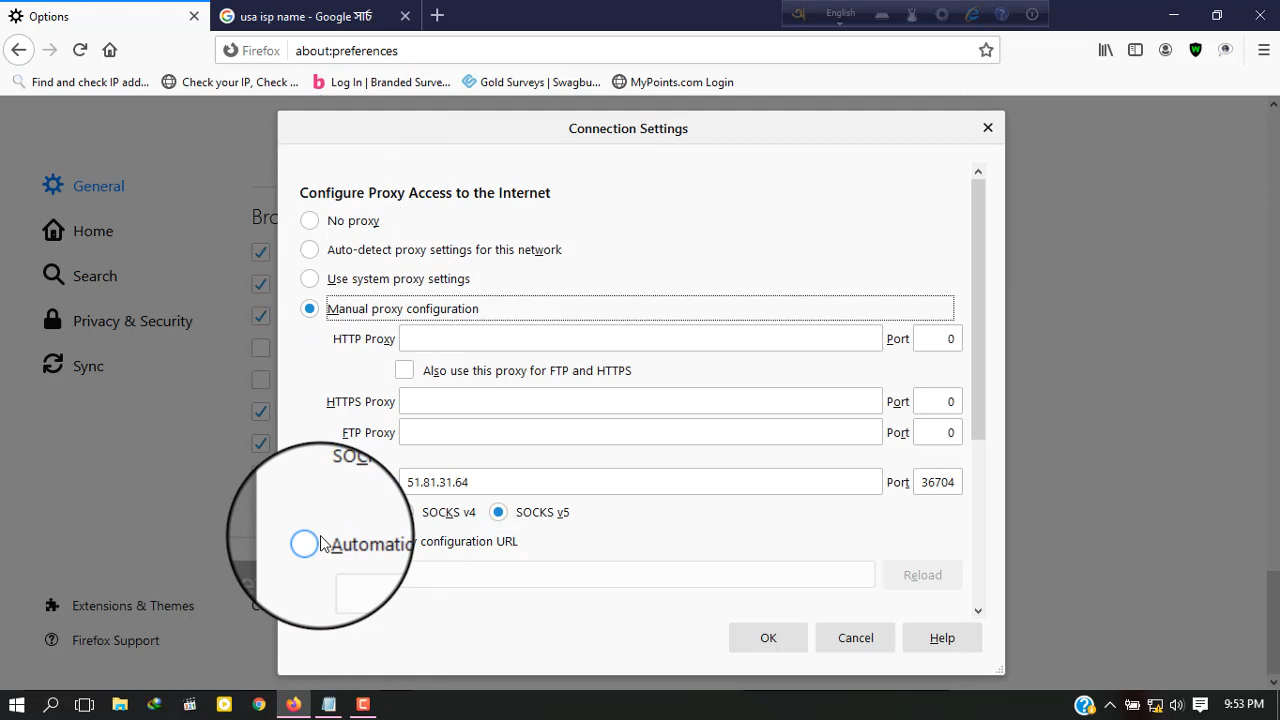 Options
usa isp name - Google সার্চ
English
Firefox
about:preferences
Find and check IP add...
Check your IP, Check ...
Log In | Branded Surve...
Gold Surveys | Swagbu...
MyPoints.com Login
Connection Settings
General
Home
Search
Privacy & Security
Sync
Extensions & Themes
Firefox Support
Bro
Configure Proxy Access to the Internet
No proxy
Auto-detect proxy settings for this network
Use system proxy settings
Manual proxy configuration
HTTP Proxy
Port 0
Also use this proxy for FTP and HTTPS
HTTPS Proxy
Port 0
FTP Proxy
Port 0
SOC
51.81.31.64
Port 36704
SOCKS v4
SOCKS v5
Automatic
configuration URL
Reload
OK
Cancel
Help
9:53 PM